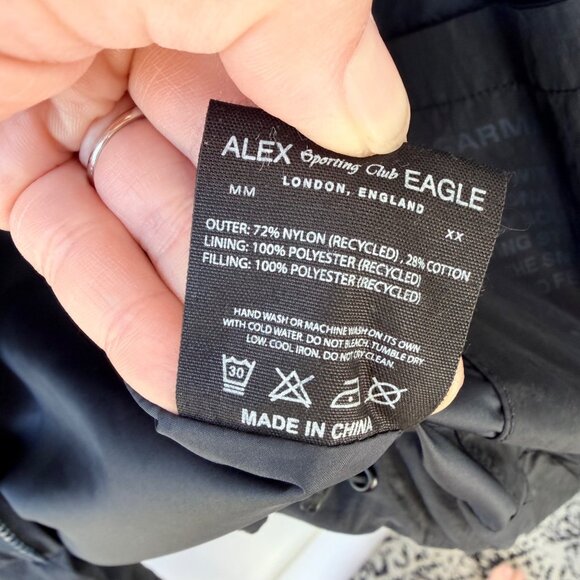 ALEX Sporting Club EAGLE
LONDON, ENGLAND
MM XX
OUTER: 72% NYLON (RECYCLED), 28% COTTON
LINING: 100% POLYESTER (RECYCLED)
FILLING: 100% POLYESTER (RECYCLED)
HAND WASH OR MACHINE WASH ON ITS OWN
WITH COLD WATER. DO NOT BLEACH. TUMBLE DRY
LOW. COOL IRON. DO NOT DRY CLEAN.
30
MADE IN CHINA